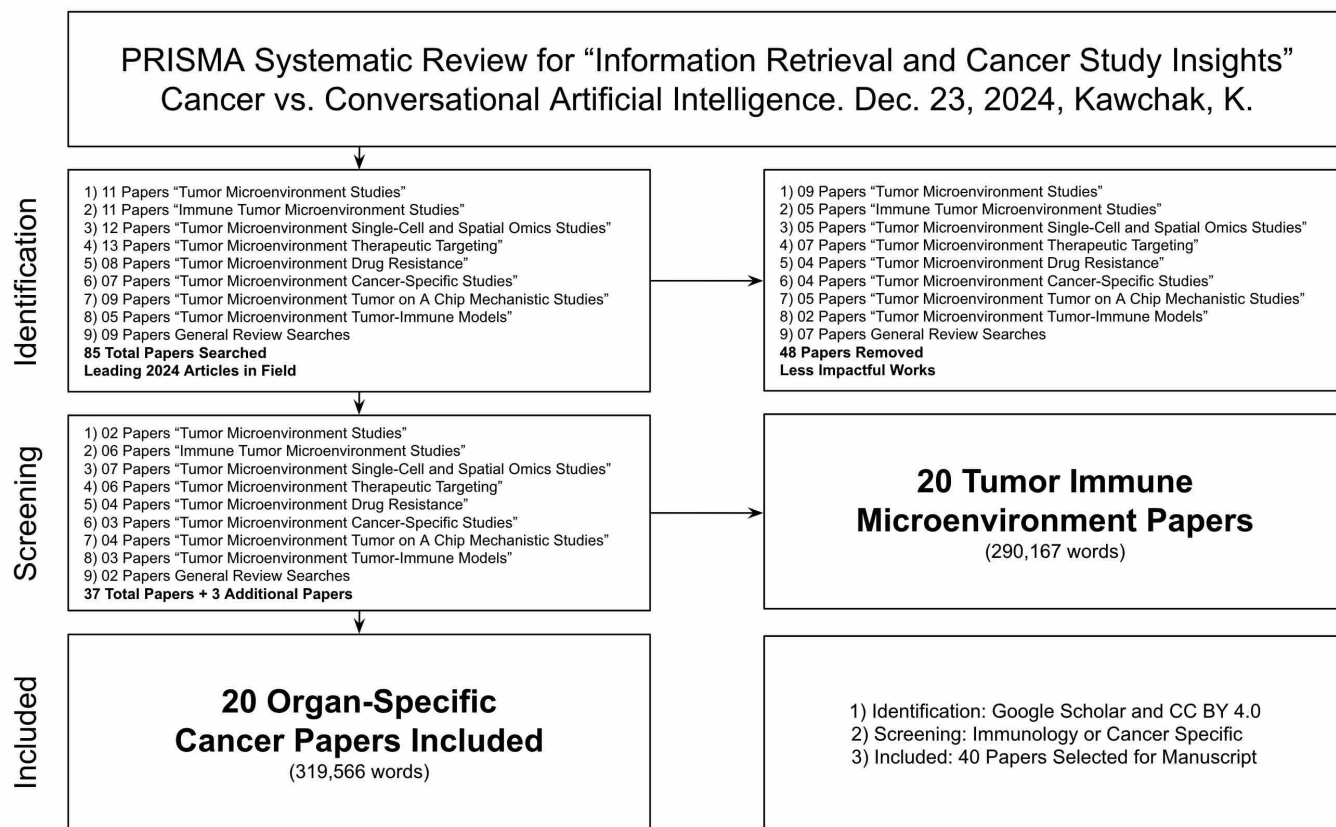 PRISMA Systematic Review for “Information Retrieval and Cancer Study Insights”
Cancer vs. Conversational Artificial Intelligence. Dec. 23, 2024, Kawchak, K.
Identification
1) 11 Papers “Tumor Microenvironment Studies”
2) 11 Papers “Immune Tumor Microenvironment Studies”
3) 12 Papers “Tumor Microenvironment Single-Cell and Spatial Omics Studies”
4) 13 Papers “Tumor Microenvironment Therapeutic Targeting”
5) 08 Papers “Tumor Microenvironment Drug Resistance”
6) 07 Papers “Tumor Microenvironment Cancer-Specific Studies”
7) 09 Papers “Tumor Microenvironment Tumor on A Chip Mechanistic Studies”
8) 05 Papers “Tumor Microenvironment Tumor-Immune Models”
9) 09 Papers General Review Searches
85 Total Papers Searched
Leading 2024 Articles in Field
1) 09 Papers “Tumor Microenvironment Studies”
2) 05 Papers “Immune Tumor Microenvironment Studies”
3) 05 Papers “Tumor Microenvironment Single-Cell and Spatial Omics Studies”
4) 07 Papers “Tumor Microenvironment Therapeutic Targeting”
5) 04 Papers “Tumor Microenvironment Drug Resistance”
6) 04 Papers “Tumor Microenvironment Cancer-Specific Studies”
7) 05 Papers “Tumor Microenvironment Tumor on A Chip Mechanistic Studies”
8) 02 Papers “Tumor Microenvironment Tumor-Immune Models”
9) 07 Papers General Review Searches
48 Papers Removed
Less Impactful Works
Screening
1) 02 Papers “Tumor Microenvironment Studies”
2) 06 Papers “Immune Tumor Microenvironment Studies”
3) 07 Papers “Tumor Microenvironment Single-Cell and Spatial Omics Studies”
4) 06 Papers “Tumor Microenvironment Therapeutic Targeting”
5) 04 Papers “Tumor Microenvironment Drug Resistance”
6) 03 Papers “Tumor Microenvironment Cancer-Specific Studies”
7) 04 Papers “Tumor Microenvironment Tumor on A Chip Mechanistic Studies”
8) 03 Papers “Tumor Microenvironment Tumor-Immune Models”
9) 02 Papers General Review Searches
37 Total Papers + 3 Additional Papers
20 Tumor Immune
Microenvironment Papers
(290,167 words)
Included
20 Organ-Specific
Cancer Papers Included
(319,566 words)
1) Identification: Google Scholar and CC BY 4.0
2) Screening: Immunology or Cancer Specific
3) Included: 40 Papers Selected for Manuscript